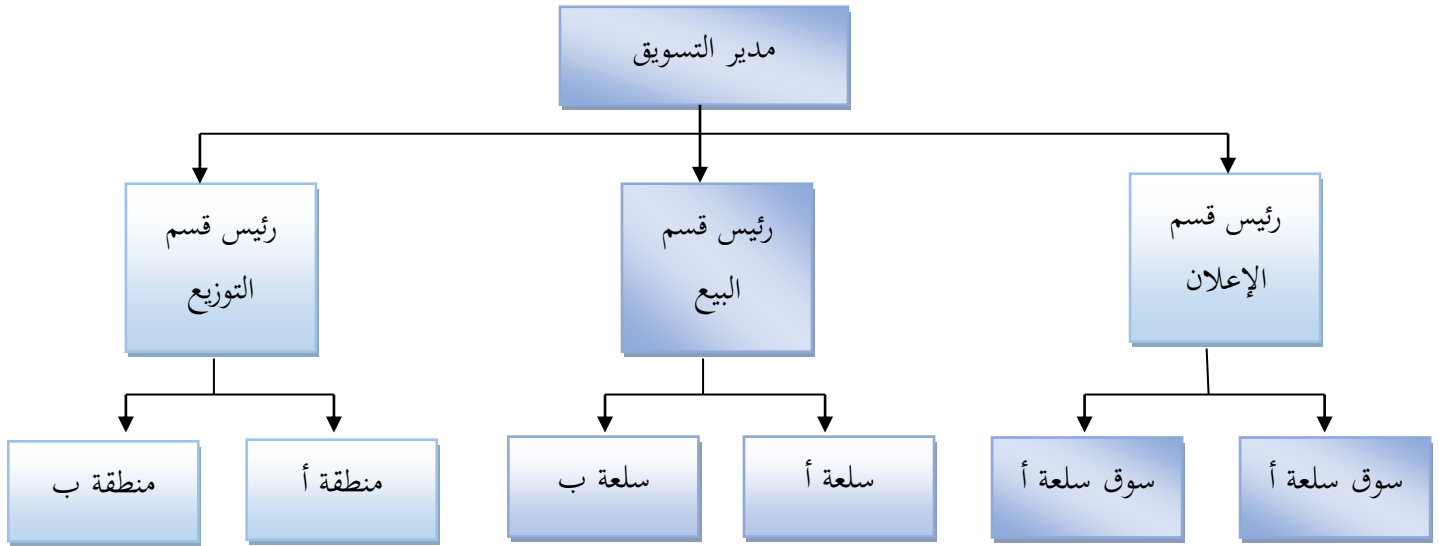 مدير التسويق
رئيس قسم
الإعلان
رئيس قسم
البيع
رئيس قسم
التوزيع
سوق سلعة أ
سوق سلعة أ
سلعة أ
سلعة ب
منطقة أ
منطقة ب